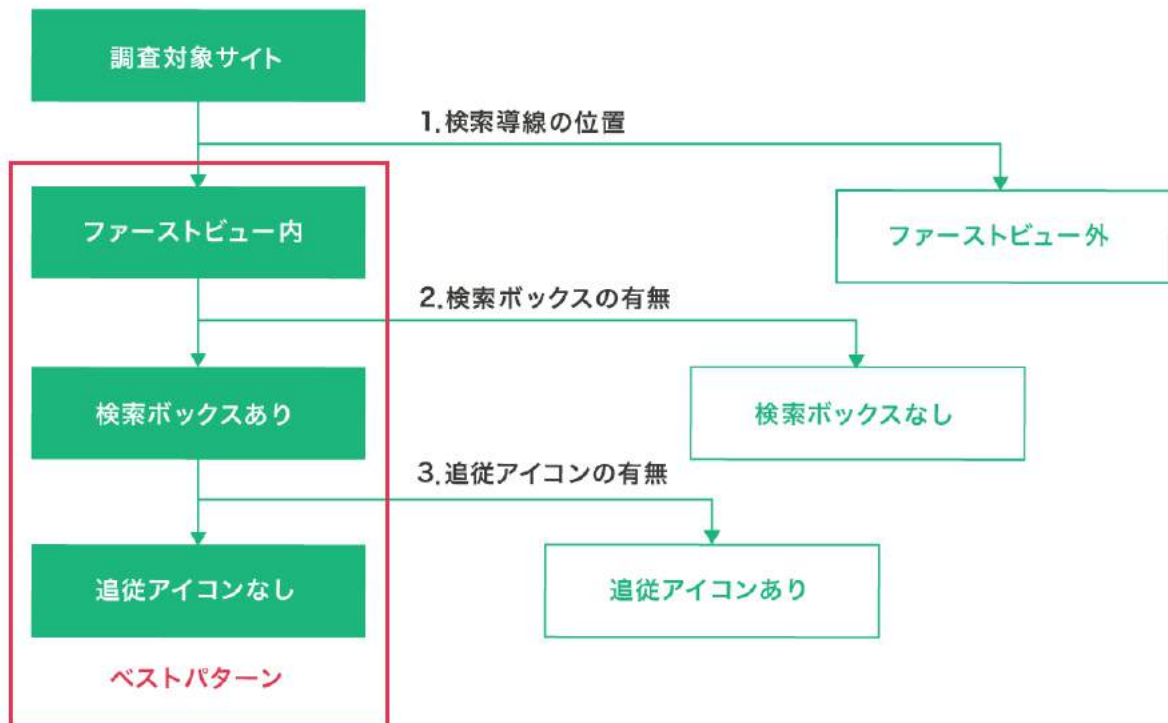 調査対象サイト
1.検索導線の位置
ファーストビュー内
ファーストビュー外
2.検索ボックスの有無
検索ボックスあり
検索ボックスなし
3.追従アイコンの有無
追従アイコンなし
追従アイコンあり
ベストパターン